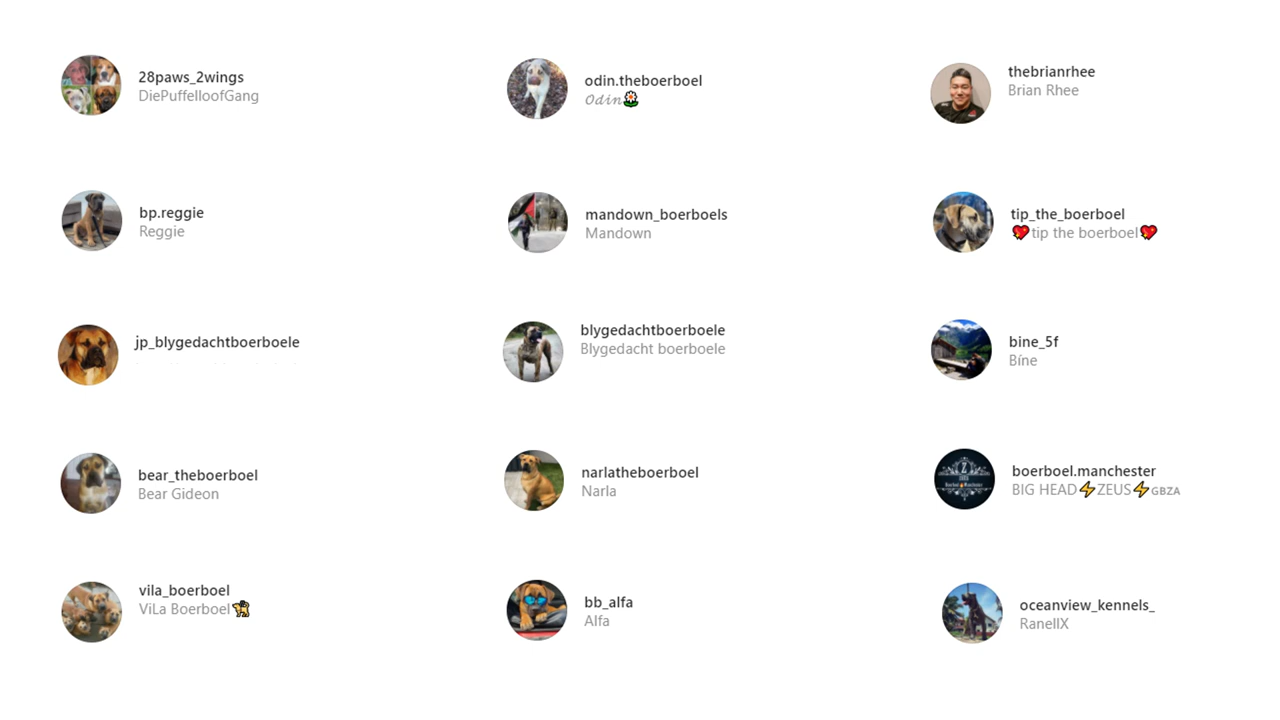 28paws_2wings
DiePuffelloofGang
odin.theboerboel
𝓞𝓭𝓲𝓷🌼
thebrianrhee
Brian Rhee
bp.reggie
Reggie
mandown_boerboels
Mandown
tip_the_boerboel
💖tip the boerboel💖
jp_blygedachtboerboele
blygedachtboerboele
Blygedacht boerboele
bine_5f
Bíne
bear_theboerboel
Bear Gideon
narlatheboerboel
Narla
boerboel.manchester
BIG HEAD⚡ZEUS⚡ɢʙᴢᴀ
vila_boerboel
ViLa Boerboel🐕
bb_alfa
Alfa
oceanview_kennels_
RanellX